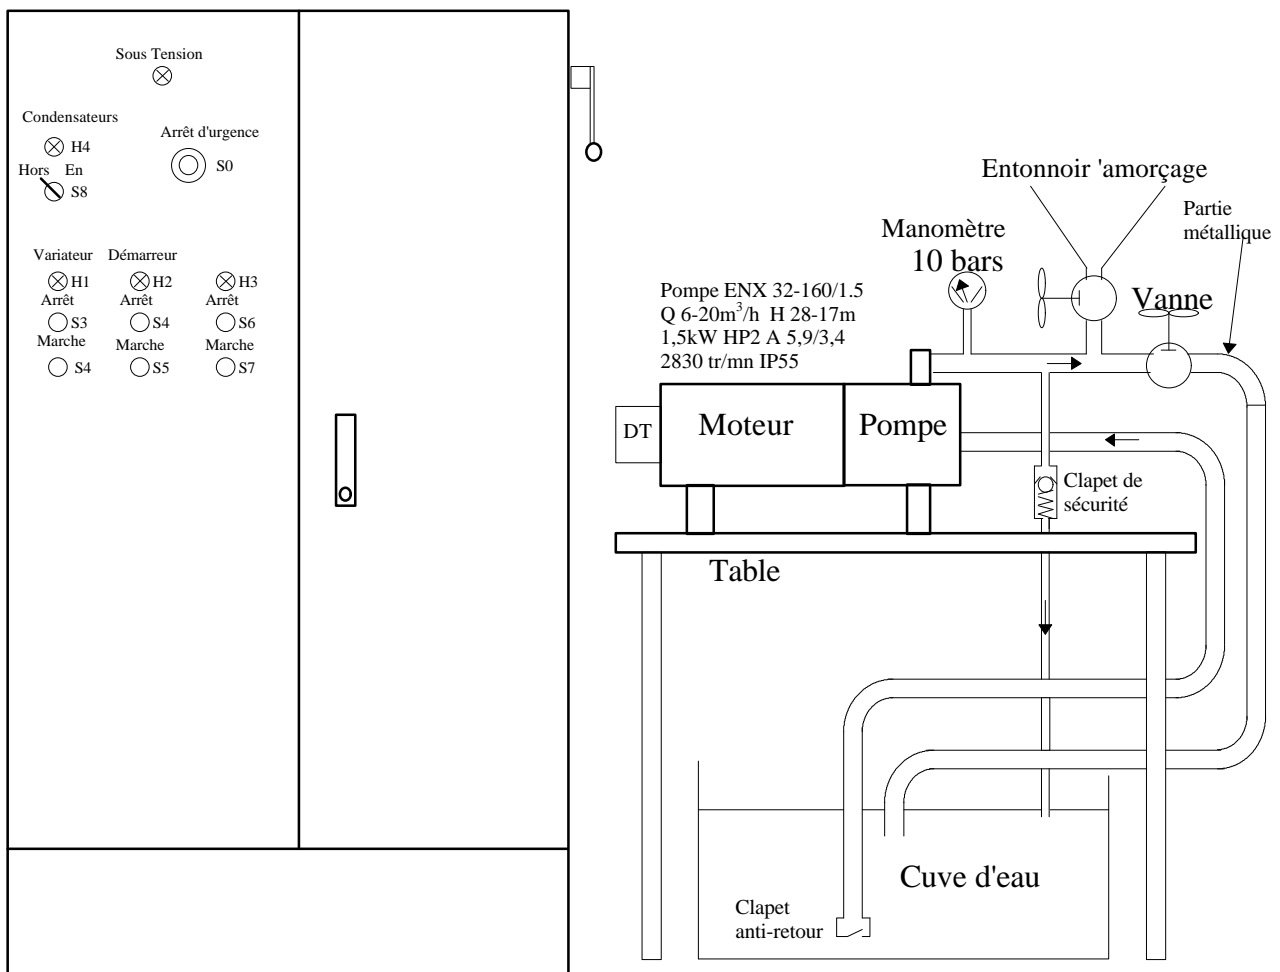 Sous Tension
Condensateurs
H4
Arrêt d'urgence
S0
Hors En
S8
Variateur Démarreur
H1 H2 H3
Arrêt Arrêt Arrêt
S3 S4 S6
Marche Marche Marche
S4 S5 S7
Entonnoir 'amorçage
Partie
métallique
Manomètre
10 bars
Vanne
Pompe ENX 32-160/1.5
Q 6-20m³/h H 28-17m
1,5kW HP2 A 5,9/3,4
2830 tr/mn IP55
DT
Moteur
Pompe
Clapet de
sécurité
Table
Cuve d'eau
Clapet
anti-retour